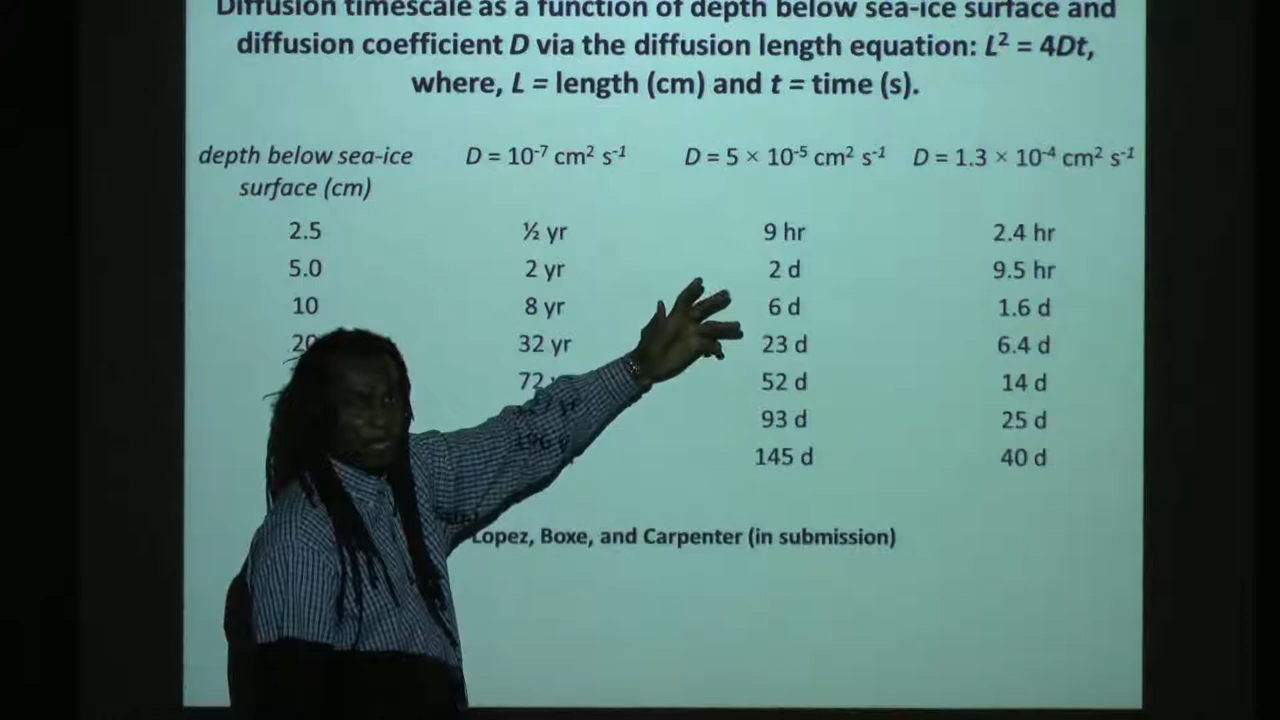 Diffusion timescale as a function of depth below sea-ice surface and
diffusion coefficient D via the diffusion length equation: L² = 4Dt,
where, L = length (cm) and t = time (s).
depth below sea-ice D = 10⁻⁷ cm² s⁻¹ D = 5 × 10⁻⁵ cm² s⁻¹ D = 1.3 × 10⁻⁴ cm² s⁻¹
surface (cm)
2.5 ½ yr 9 hr 2.4 hr
5.0 2 yr 2 d 9.5 hr
10 8 yr 6 d 1.6 d
20 32 yr 23 d 6.4 d
72 52 d 14 d
yr 93 d 25 d
196 145 d 40 d
Lopez, Boxe, and Carpenter (in submission)